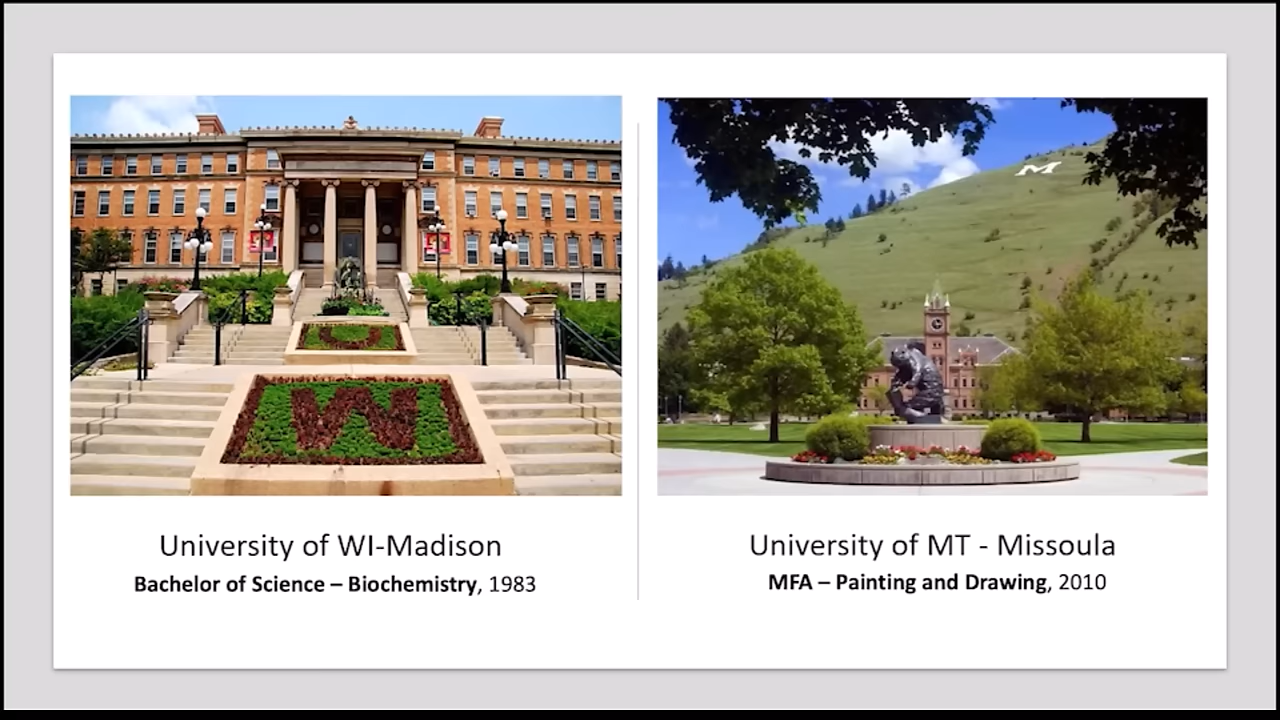 W
M
University of WI-Madison
Bachelor of Science – Biochemistry, 1983
University of MT - Missoula
MFA – Painting and Drawing, 2010